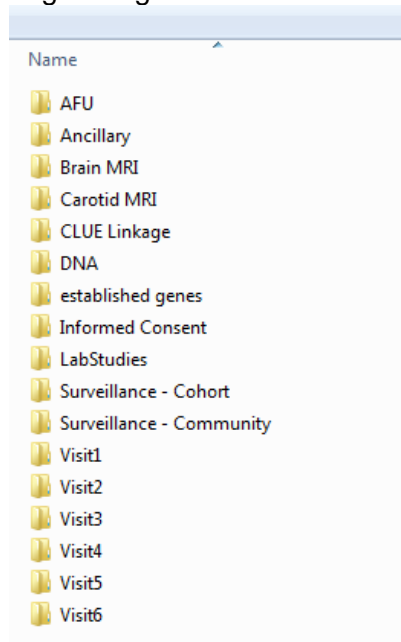 Name
AFU
Ancillary
Brain MRI
Carotid MRI
CLUE Linkage
DNA
established genes
Informed Consent
LabStudies
Surveillance - Cohort
Surveillance - Community
Visit1
Visit2
Visit3
Visit4
Visit5
Visit6